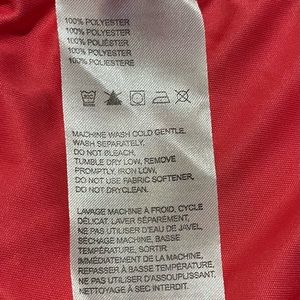 100% POLYESTER
100% POLYESTER
100% POLIÉSTER
100% POLYESTER
100% POLIESTERE
MACHINE WASH COLD GENTLE.
WASH SEPARATELY.
DO NOT BLEACH.
TUMBLE DRY LOW, REMOVE
PROMPTLY, IRON LOW.
DO NOT USE FABRIC SOFTENER.
DO NOT DRYCLEAN.
LAVAGE MACHINE À FROID, CYCLE
DÉLICAT. LAVER SÉPARÉMENT.
NE PAS UTILISER D'EAU DE JAVEL,
SÉCHAGE MACHINE, BASSE
TEMPÉRATURE, SORTIR
IMMÉDIATEMENT DE LA MACHINE,
REPASSER À BASSE TEMPÉRATURE.
NE PAS UTILISER D'ASSOUPLISSANT.
NETTOYAGE À SEC INTERDIT.